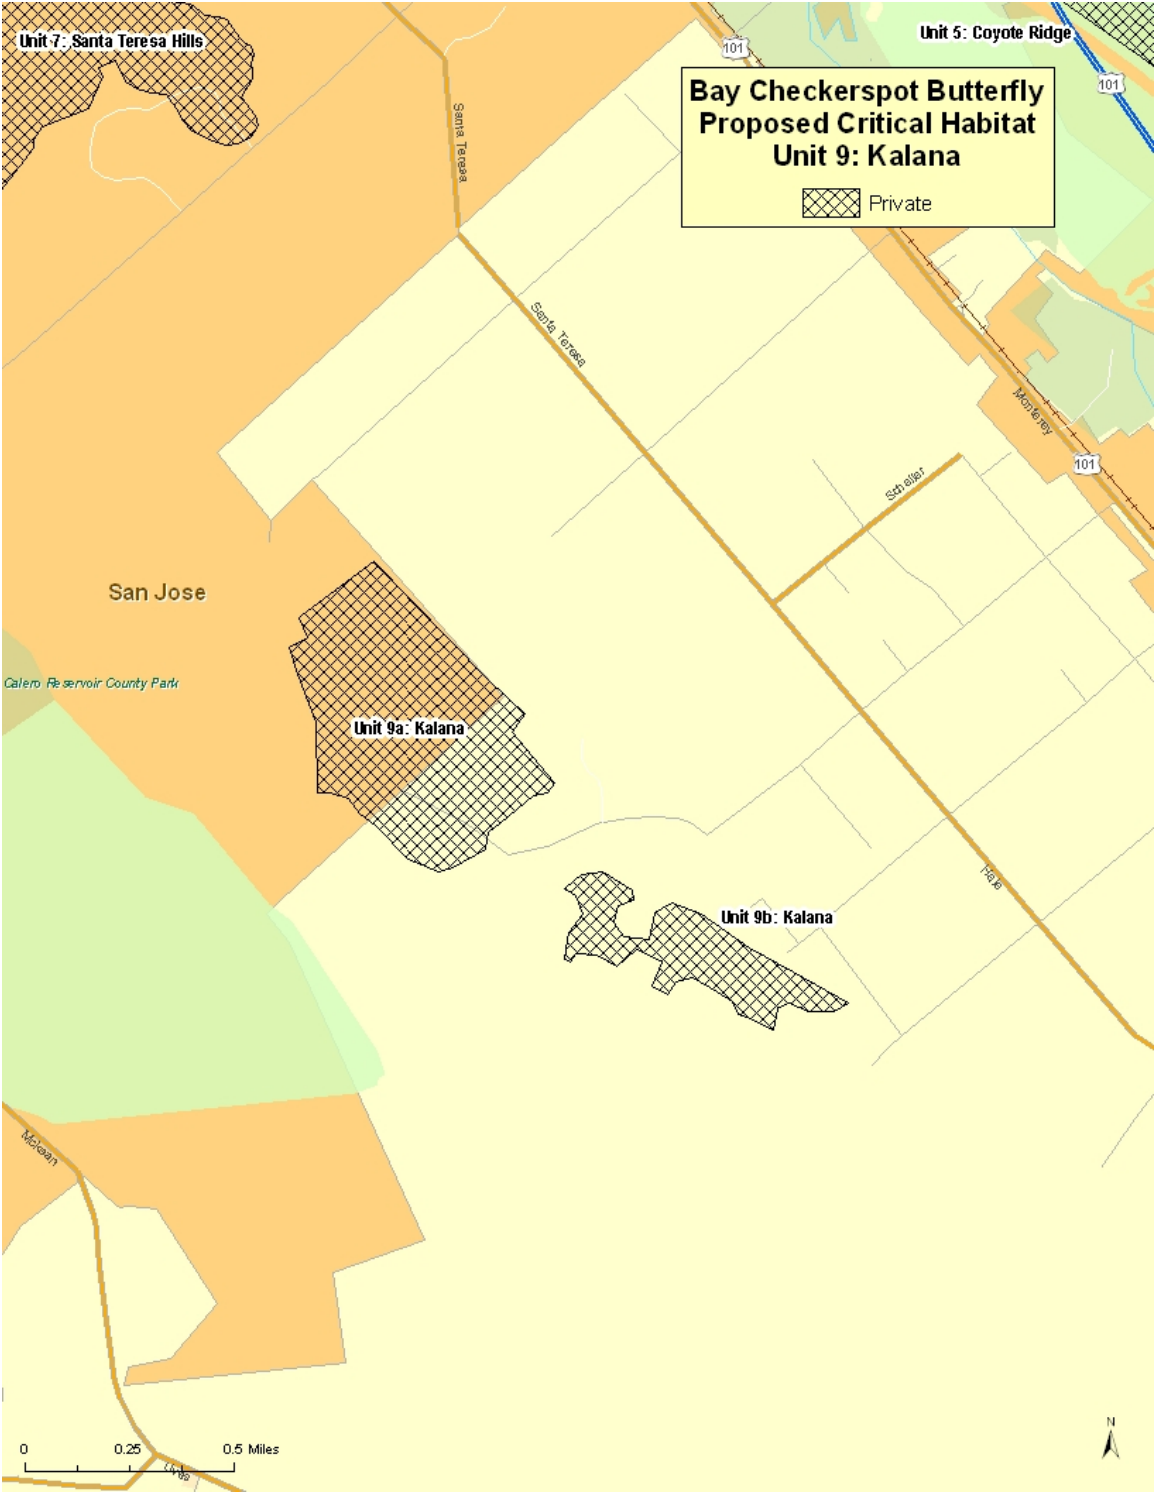 Unit 7: Santa Teresa Hills
Unit 5: Coyote Ridge
101
101
Bay Checkerspot Butterfly
Proposed Critical Habitat
Unit 9: Kalana
Private
Santa Teresa
Santa Teresa
Monterey
101
Scheller
San Jose
Calero Reservoir County Park
Unit 9a: Kalana
Hale
Unit 9b: Kalana
Mckean
N
0 0.25 0.5 Miles
Uvas